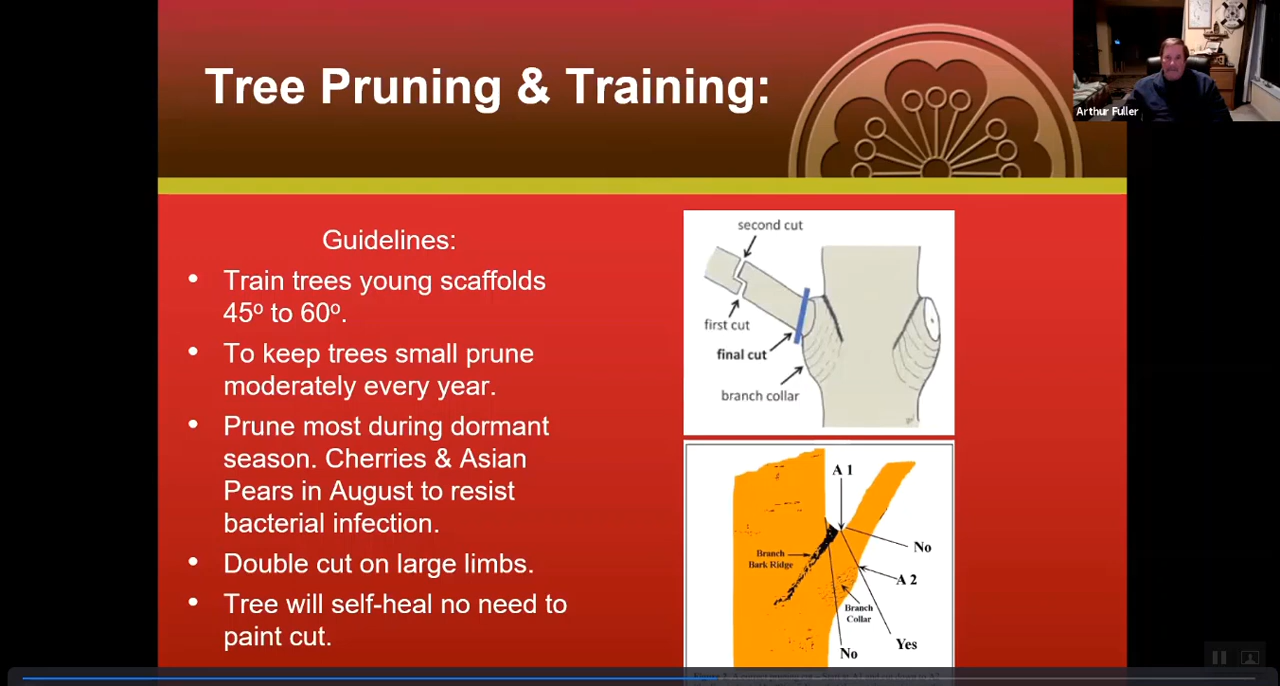 Tree Pruning & Training:
Arthur Fuller
Guidelines:
• Train trees young scaffolds
45º to 60º.
• To keep trees small prune
moderately every year.
• Prune most during dormant
season. Cherries & Asian
Pears in August to resist
bacterial infection.
• Double cut on large limbs.
• Tree will self-heal no need to
paint cut.
second cut
first cut
final cut
branch collar
A 1
No
Branch
Bark Ridge
A 2
Branch
Collar
Yes
No